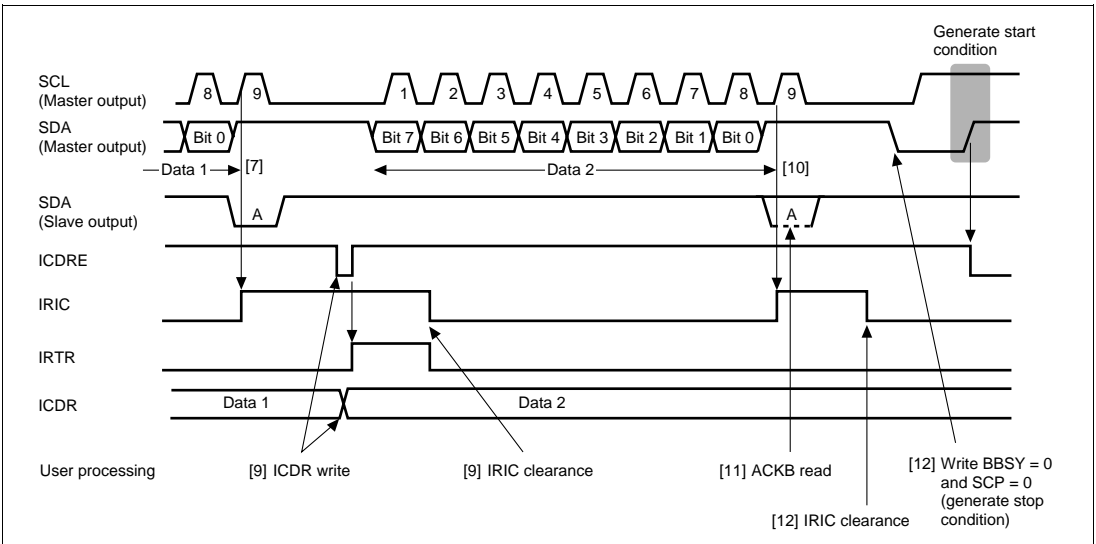 Generate start
condition
SCL
(Master output)
8 9 1 2 3 4 5 6 7 8 9
SDA
(Master output)
Bit 0 Bit 7 Bit 6 Bit 5 Bit 4 Bit 3 Bit 2 Bit 1 Bit 0
Data 1 [7] Data 2 [10]
SDA
(Slave output)
A A
ICDRE
IRIC
IRTR
ICDR
Data 1 Data 2
User processing
[9] ICDR write
[9] IRIC clearance
[11] ACKB read
[12] IRIC clearance
[12] Write BBSY = 0
and SCP = 0
(generate stop
condition)